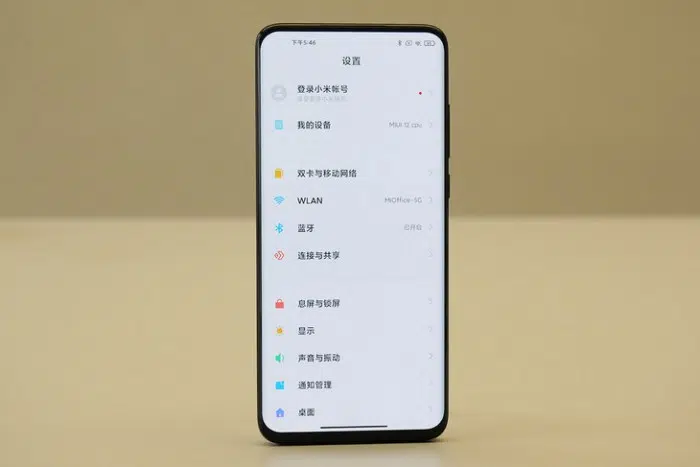 下午5:46
设置
登录小米帐号
我的设备
MIUI 12
双卡与移动网络
WLAN
MIOffice-5G
蓝牙
已开启
连接与共享
息屏与锁屏
显示
声音与振动
通知管理
桌面